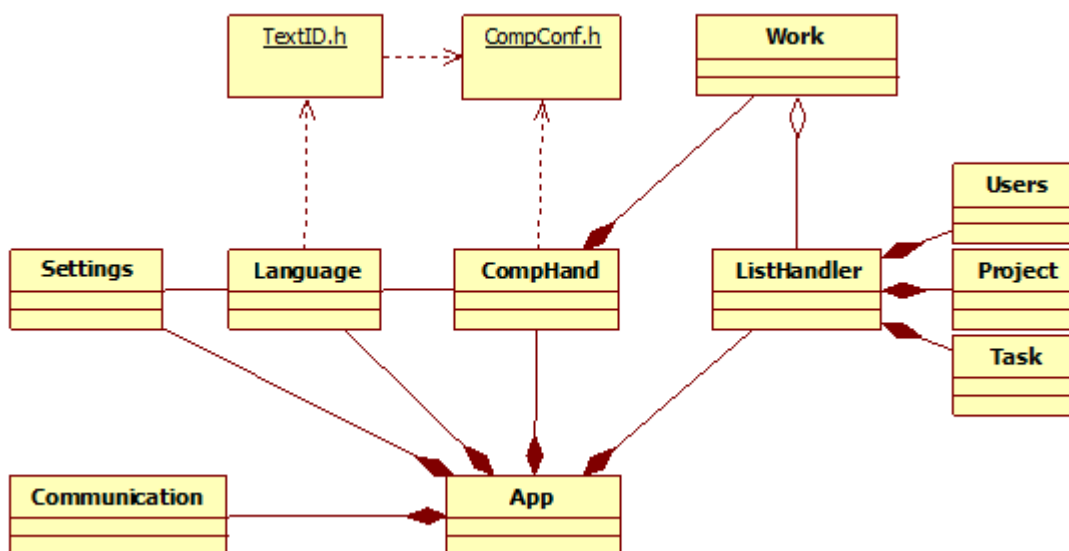 TextID.h
CompConf.h
Work
Users
Settings
Language
CompHand
ListHandler
Project
Task
Communication
App